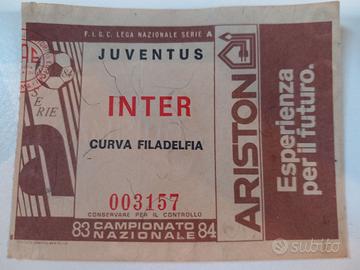 F.I.G.C. LEGA NAZIONALE SERIE A
JUVENTUS
INTER
CURVA FILADELFIA
003157
CONSERVARE PER IL CONTROLLO
83 CAMPIONATO 84
NAZIONALE
SERIE
ARISTON
Esperienza
per il futuro.
subito